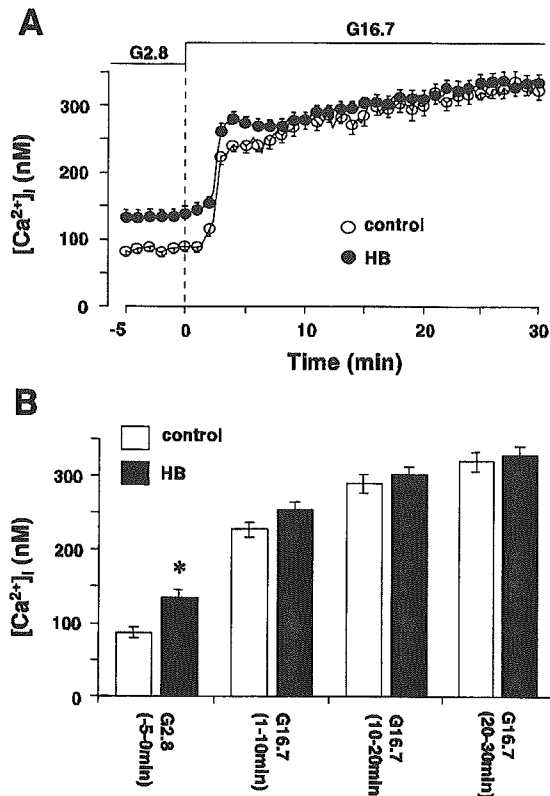 A
G16.7
G2.8
300
200
100
0
[Ca2+]i (nM)
control
HB
-5 0 10 20 30
Time (min)
B
control
HB
300
200
100
0
[Ca2+]i (nM)
*
G2.8
(-5-0min)
G16.7
(1-10min)
G16.7
(10-20min)
G16.7
(20-30min)